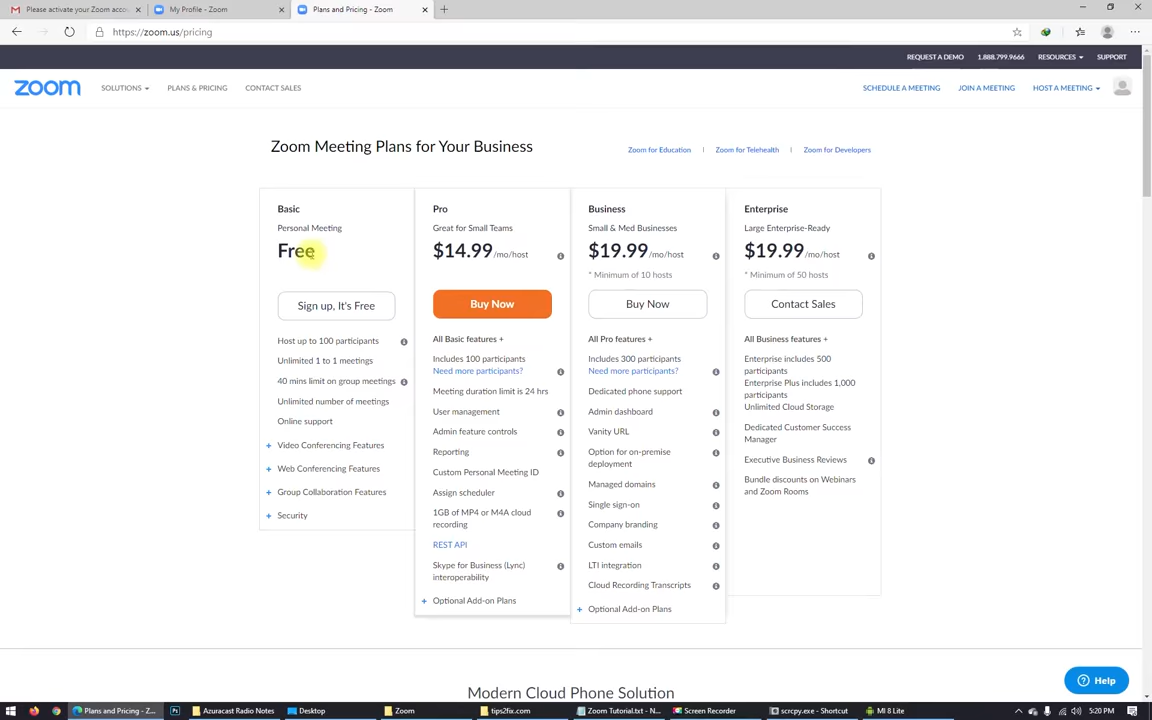 Please activate your Zoom acco
My Profile - Zoom
Plans and Pricing - Zoom
https://zoom.us/pricing
REQUEST A DEMO
1.888.799.9666
RESOURCES
SUPPORT
zoom
SOLUTIONS
PLANS & PRICING
CONTACT SALES
SCHEDULE A MEETING
JOIN A MEETING
HOST A MEETING
Zoom Meeting Plans for Your Business
Zoom for Education
Zoom for Telehealth
Zoom for Developers
Basic
Personal Meeting
Free
Sign up, It's Free
Host up to 100 participants
Unlimited 1 to 1 meetings
40 mins limit on group meetings
Unlimited number of meetings
Online support
+ Video Conferencing Features
+ Web Conferencing Features
+ Group Collaboration Features
+ Security
Pro
Great for Small Teams
$14.99 /mo/host
Buy Now
All Basic features +
Includes 100 participants
Need more participants?
Meeting duration limit is 24 hrs
User management
Admin feature controls
Reporting
Custom Personal Meeting ID
Assign scheduler
1GB of MP4 or M4A cloud
recording
REST API
Skype for Business (Lync)
interoperability
+ Optional Add-on Plans
Business
Small & Med Businesses
$19.99 /mo/host
* Minimum of 10 hosts
Buy Now
All Pro features +
Includes 300 participants
Need more participants?
Dedicated phone support
Admin dashboard
Vanity URL
Option for on-premise
deployment
Managed domains
Single sign-on
Company branding
Custom emails
LTI integration
Cloud Recording Transcripts
+ Optional Add-on Plans
Enterprise
Large Enterprise-Ready
$19.99 /mo/host
* Minimum of 50 hosts
Contact Sales
All Business features +
Enterprise includes 500
participants
Enterprise Plus includes 1,000
participants
Unlimited Cloud Storage
Dedicated Customer Success
Manager
Executive Business Reviews
Bundle discounts on Webinars
and Zoom Rooms
Modern Cloud Phone Solution
Help
Plans and Pricing - Z...
Azuracast Radio Notes
Desktop
Zoom
tips2fix.com
Zoom Tutorial.txt - N...
Screen Recorder
scrcpy.exe - Shortcut
MI 8 Lite
5:20 PM